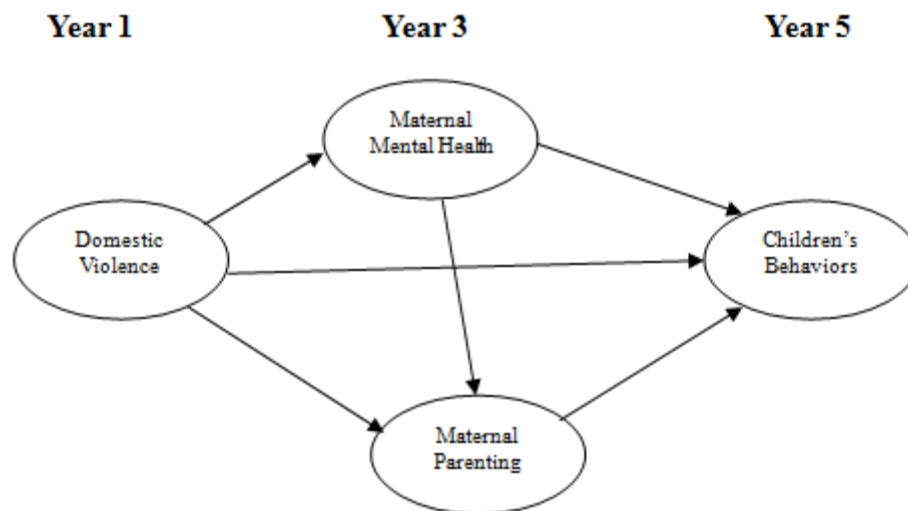 Year 1
Year 3
Year 5
Maternal
Mental Health
Domestic
Violence
Children's
Behaviors
Maternal
Parenting